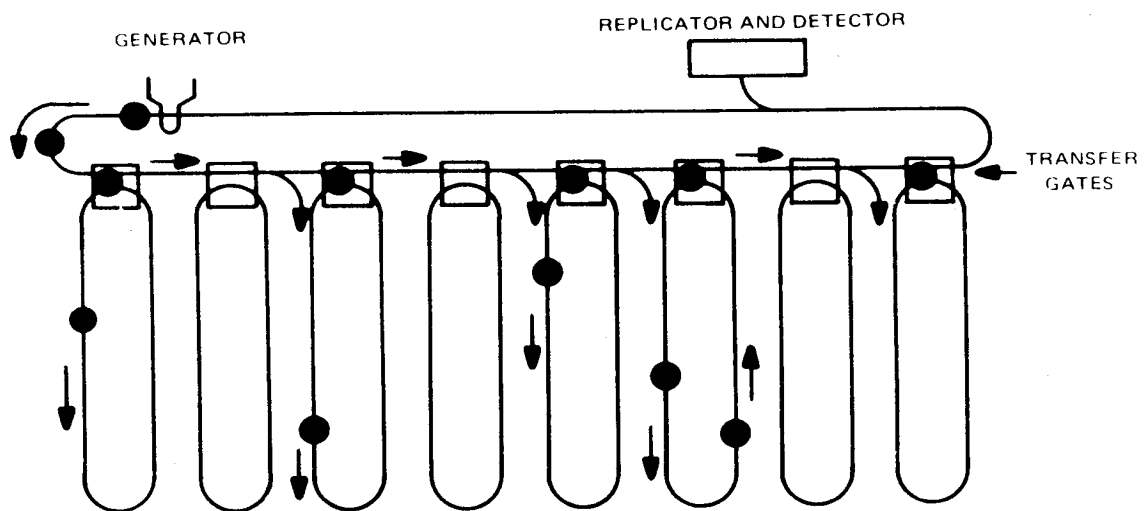 GENERATOR
REPLICATOR AND DETECTOR
TRANSFER
GATES